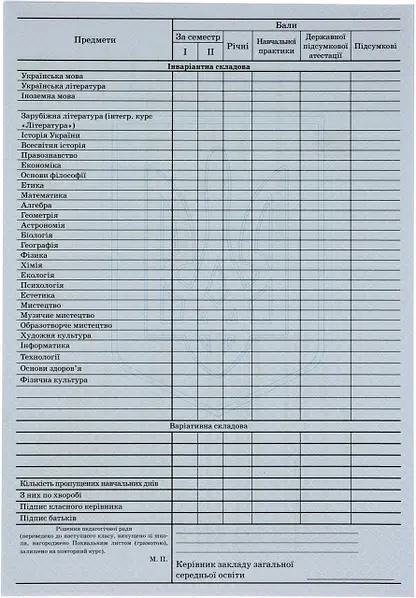 Предмети
Бали
За семестр
I
II
Річні
Навчальної
практики
Державної
підсумкової
атестації
Підсумкові
Інваріантна складова
Українська мова
Українська література
Іноземна мова
Зарубіжна література (інтегр. курс
«Література»)
Історія України
Всесвітня історія
Правознавство
Економіка
Основи філософії
Етика
Математика
Алгебра
Геометрія
Астрономія
Біологія
Географія
Фізика
Хімія
Екологія
Психологія
Естетика
Мистецтво
Музичне мистецтво
Образотворче мистецтво
Художня культура
Інформатика
Технології
Основи здоров'я
Фізична культура
Варіативна складова
Кількість пропущених навчальних днів
З них по хворобі
Підпис класного керівника
Підпис батьків
Рішення педагогічної ради
(переведено до наступного класу, випущено зі шко-
ли, нагороджено Похвальним листом (грамотою),
залишено на повторний курс).
М. П.
Керівник закладу загальної
середньої освіти